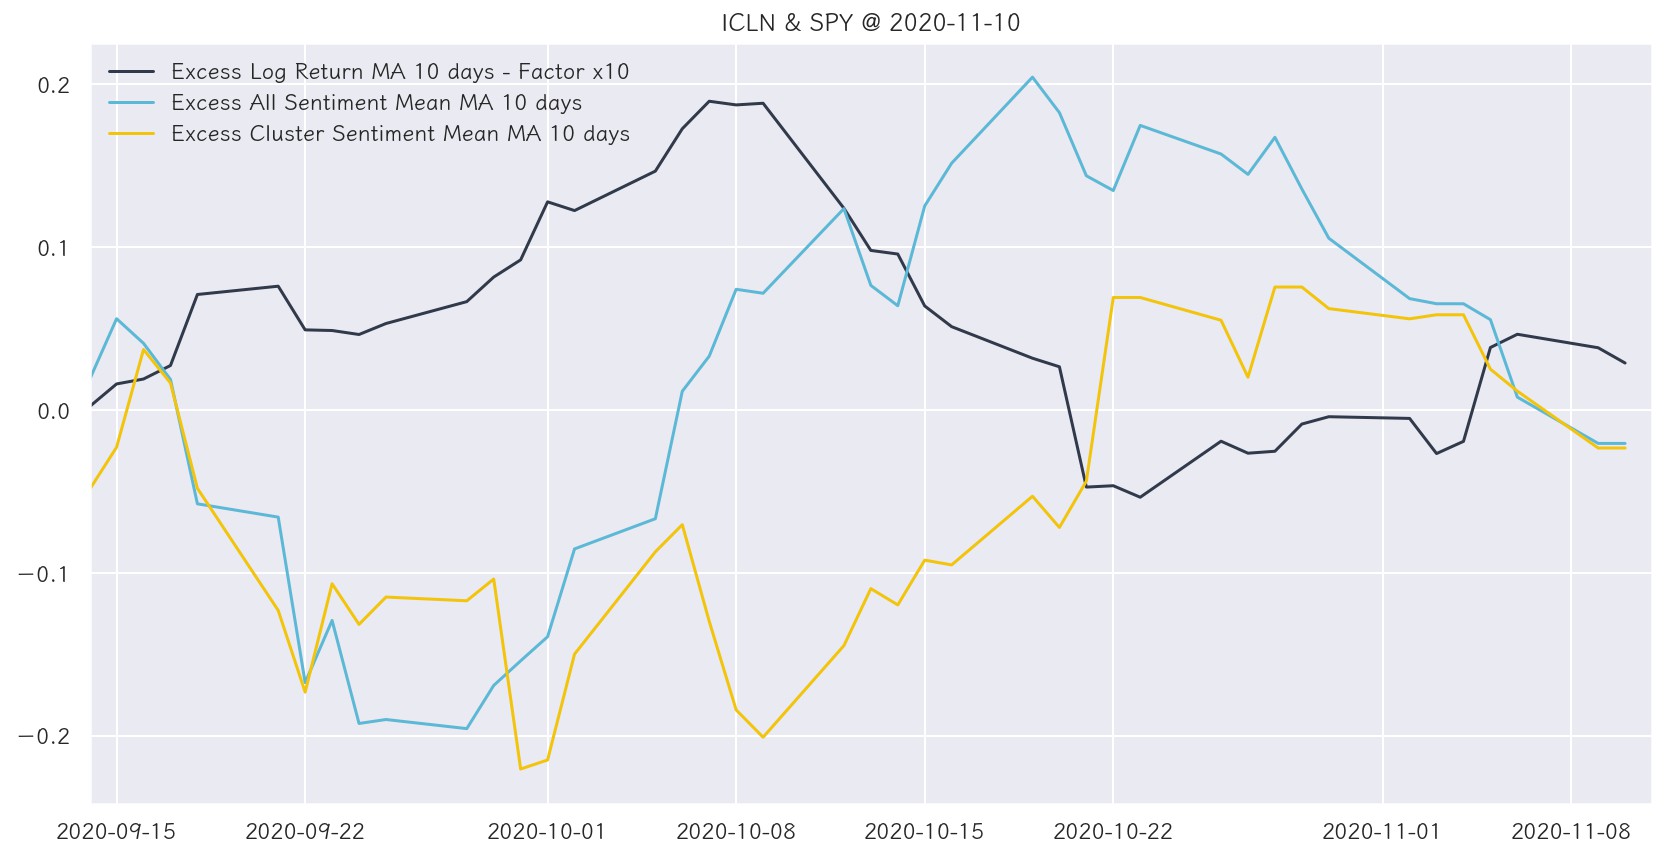 ICLN & SPY @ 2020-11-10
Excess Log Return MA 10 days - Factor x10
Excess All Sentiment Mean MA 10 days
Excess Cluster Sentiment Mean MA 10 days
0.2
0.1
0.0
−0.1
−0.2
2020-09-15 2020-09-22 2020-10-01 2020-10-08 2020-10-15 2020-10-22 2020-11-01 2020-11-08